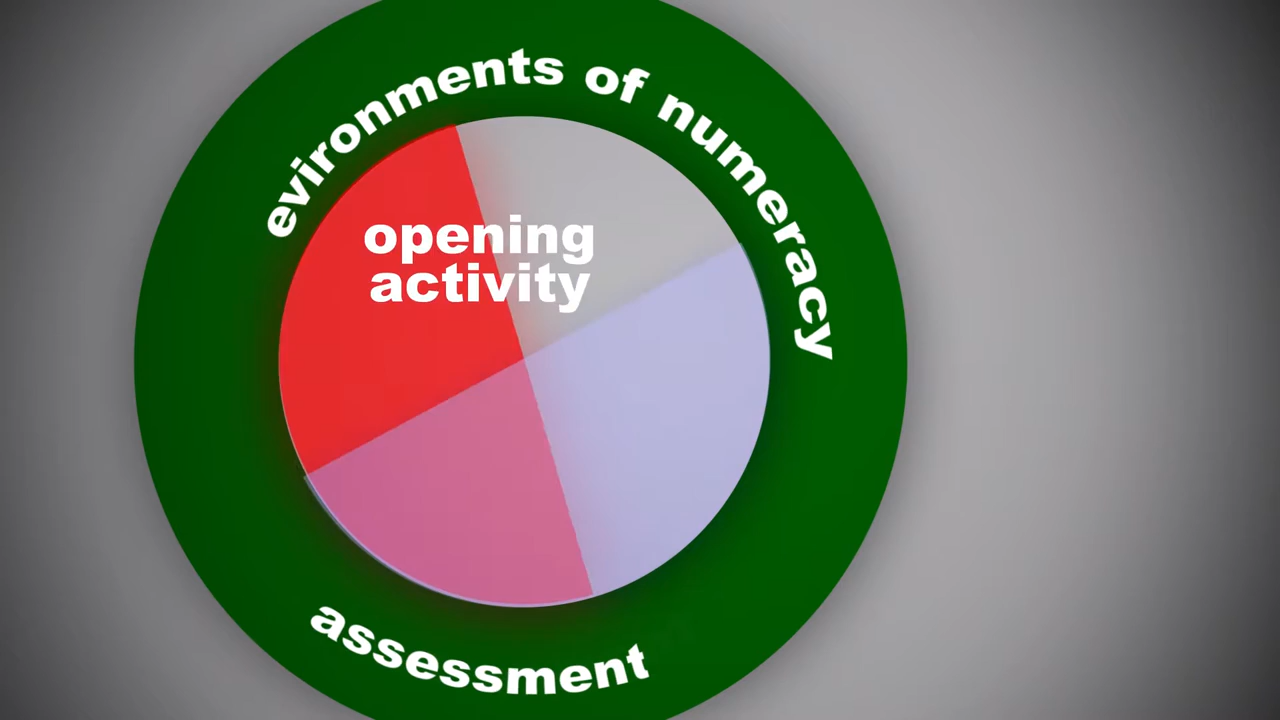 evironments of numeracy
opening
activity
assessment